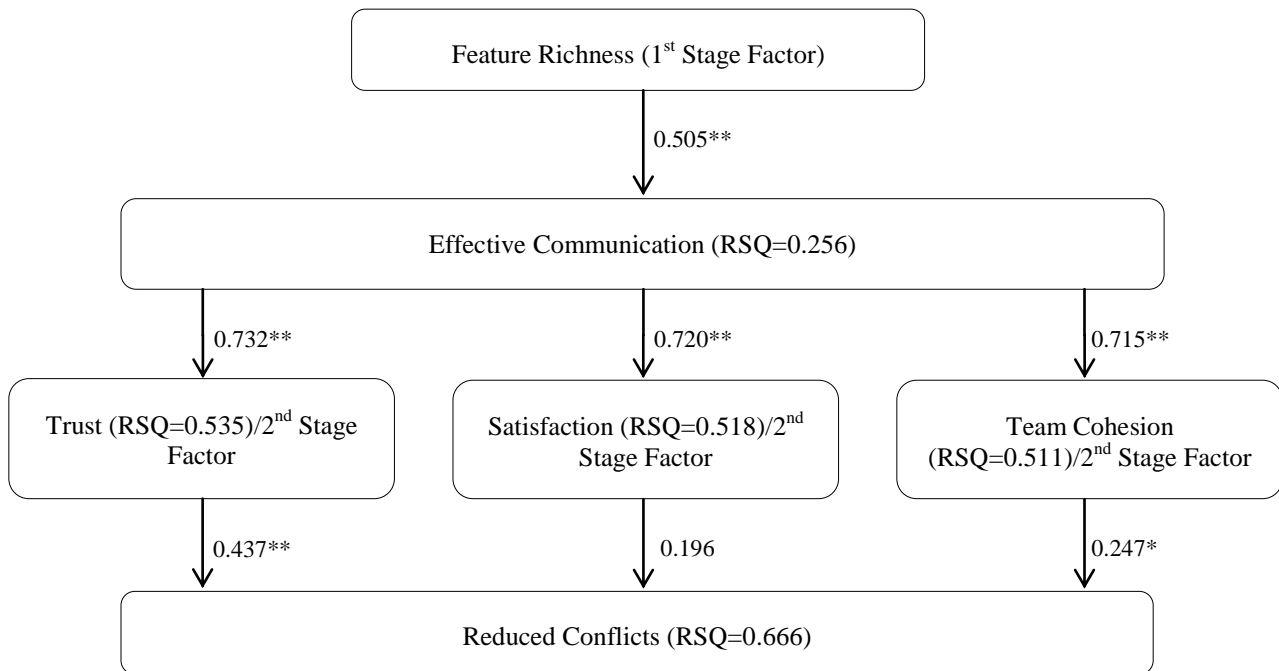 Feature Richness (1st Stage Factor)
0.505**
Effective Communication (RSQ=0.256)
0.732**
0.720**
0.715**
Trust (RSQ=0.535)/2nd Stage
Factor
Satisfaction (RSQ=0.518)/2nd
Stage Factor
Team Cohesion
(RSQ=0.511)/2nd Stage Factor
0.437**
0.196
0.247*
Reduced Conflicts (RSQ=0.666)